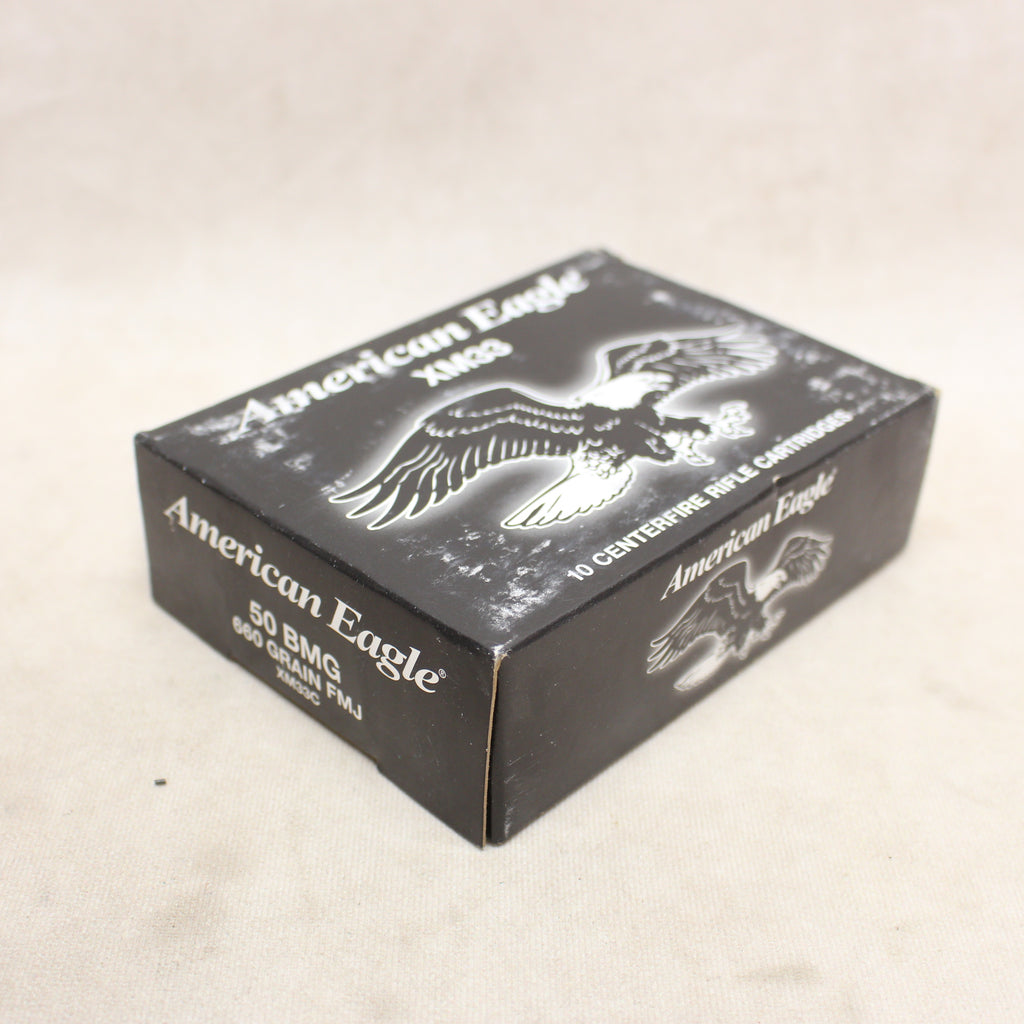 American Eagle
XM33
10 CENTERFIRE RIFLE CARTRIDGES
American Eagle®
50 BMG
660 GRAIN FMJ
XM33C
American Eagle